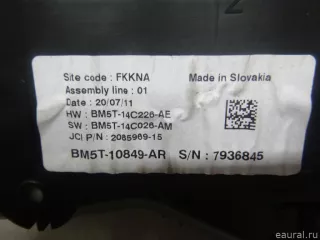 Site code : FKKNA
Made in Slovakia
Assembly line : 01
Date : 20/07/11
HW : BM5T-14C226-AE
SW : BM5T-14C026-AM
JCI P/N : 2085969-15
BM5T-10849-AR S/N : 7936845
eaural.ru